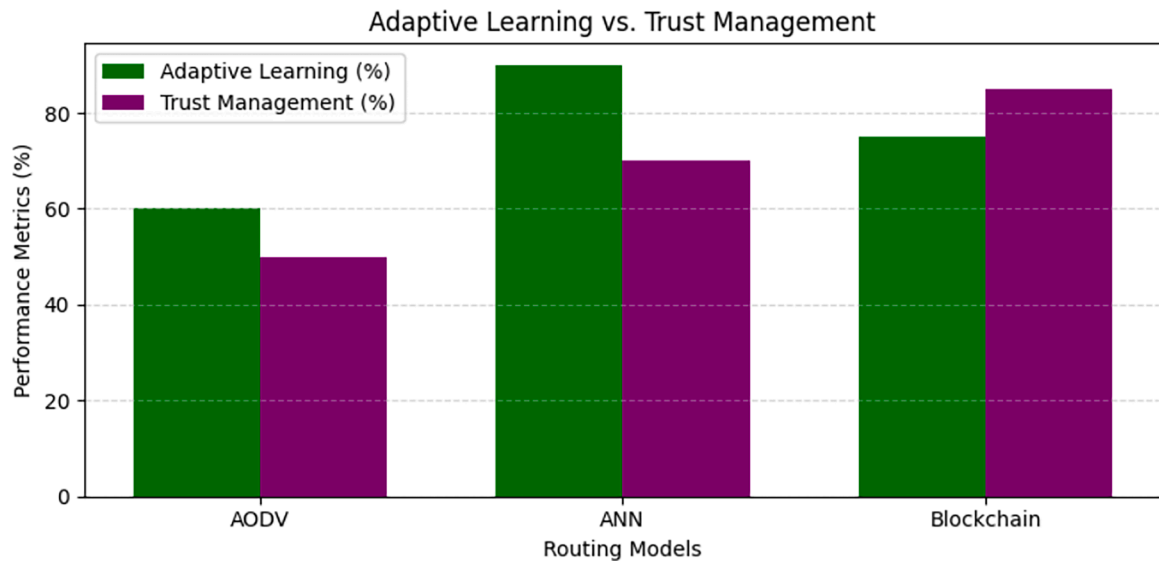 Adaptive Learning vs. Trust Management
Adaptive Learning (%)
Trust Management (%)
Performance Metrics (%)
80
60
40
20
0
AODV ANN Blockchain
Routing Models